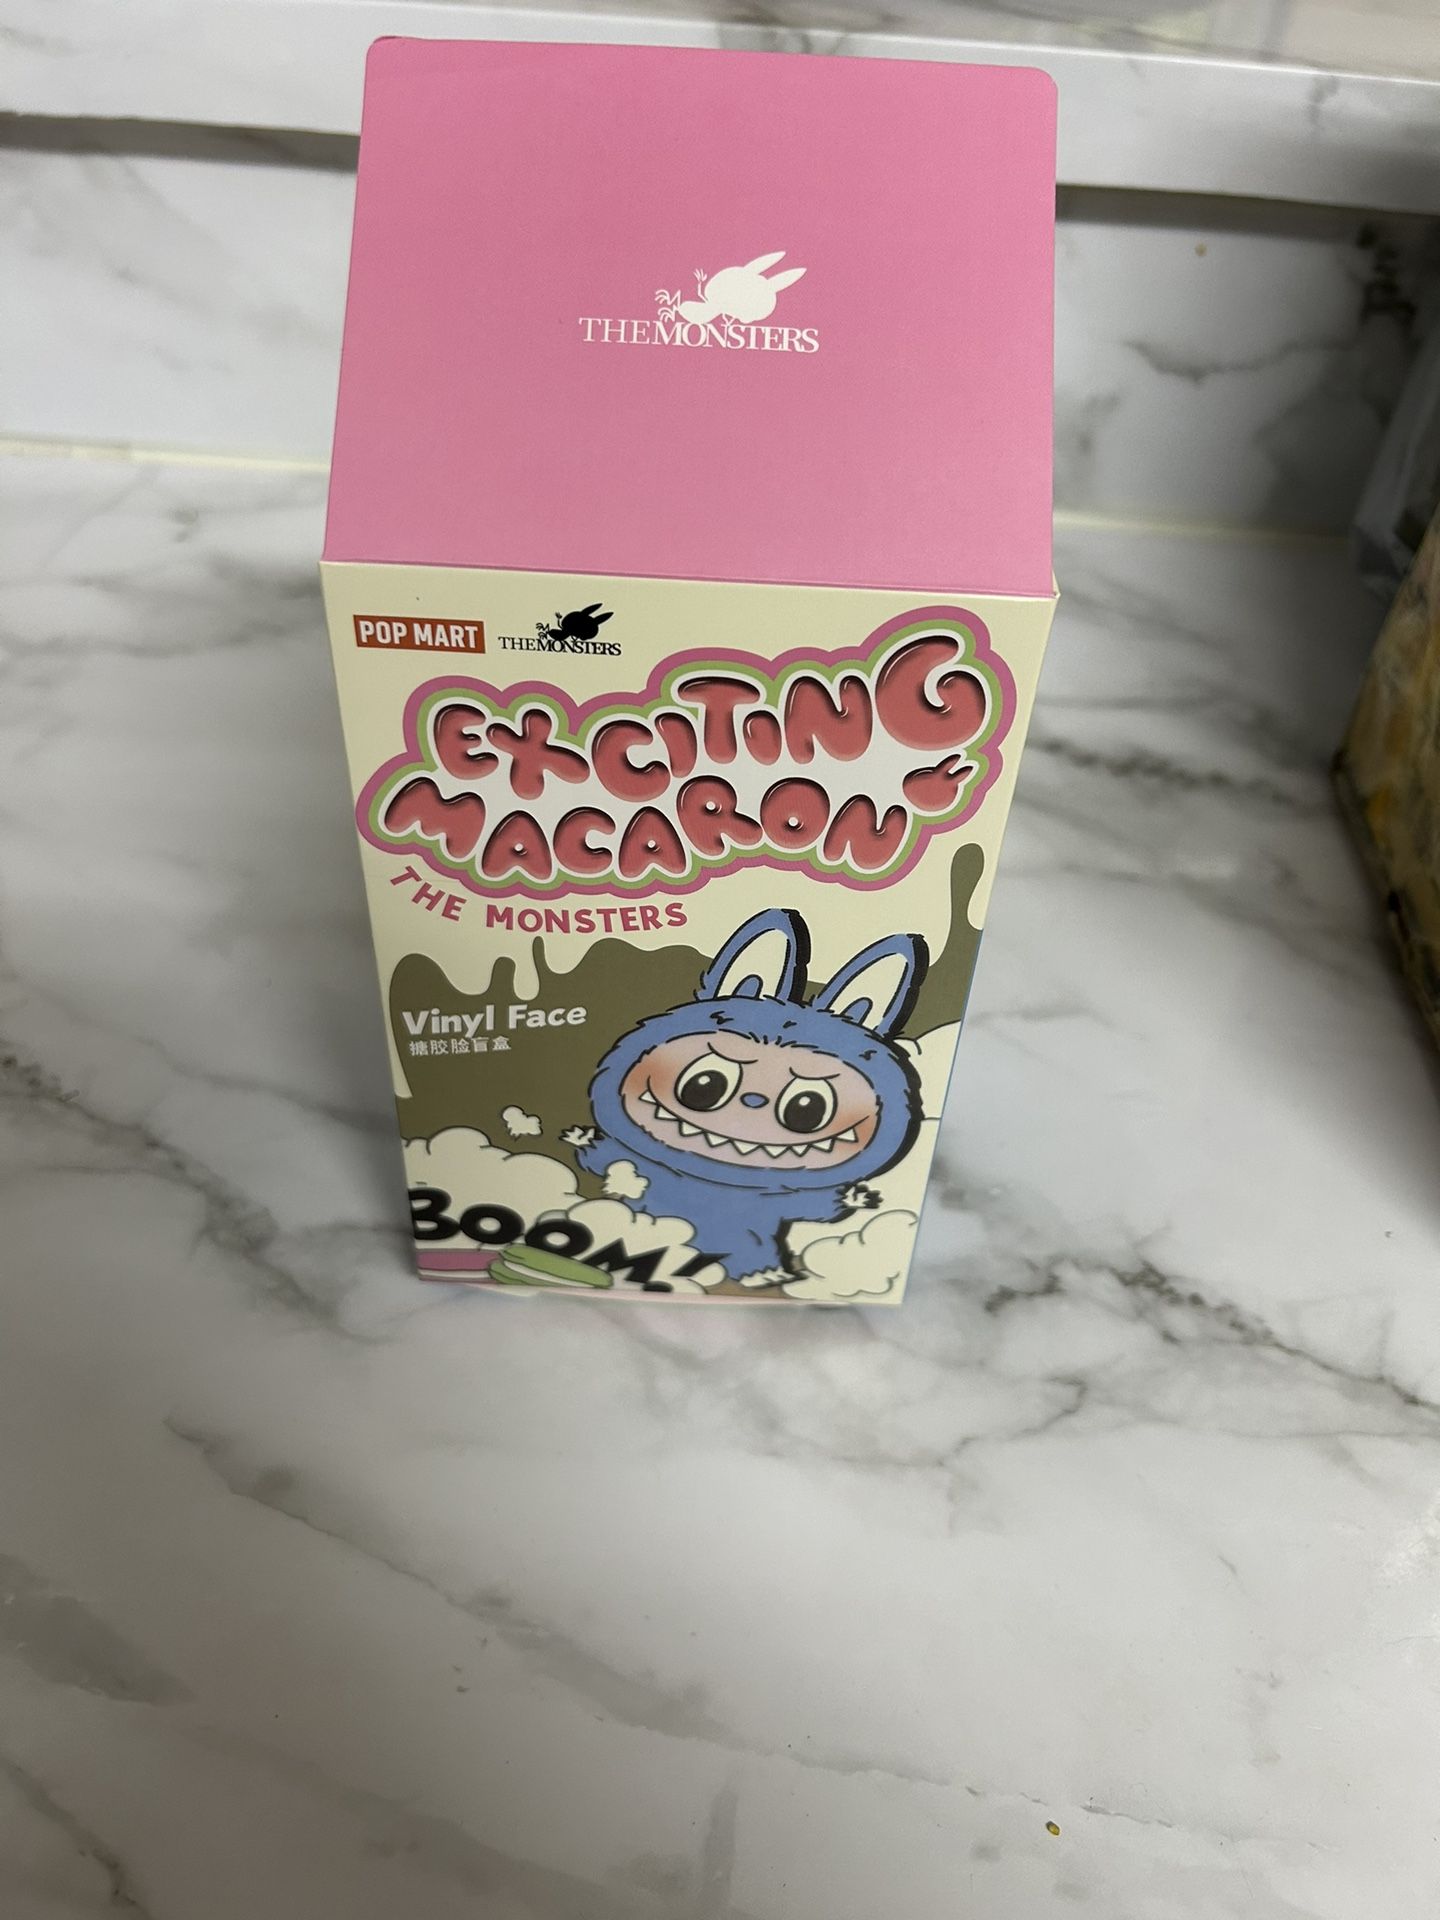 THE MONSTERS
POP MART THE MONSTERS
EXCITING
MACARON
THE MONSTERS
Vinyl Face
搪胶脸盲盒
BOOM!